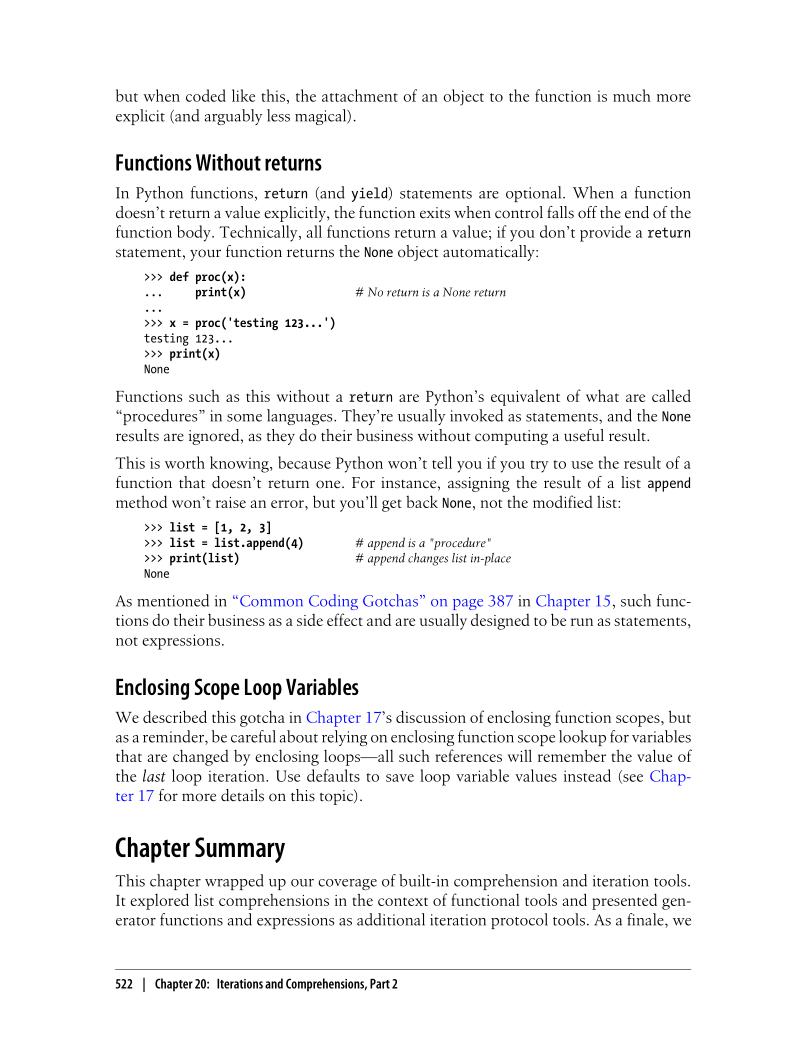 but when coded like this, the attachment of an object to the function is much more
explicit (and arguably less magical).
Functions Without returns
In Python functions, return (and yield) statements are optional. When a function
doesn’t return a value explicitly, the function exits when control falls off the end of the
function body. Technically, all functions return a value; if you don’t provide a return
statement, your function returns the None object automatically:
>>> def proc(x):
...     print(x)                # No return is a None return
...
>>> x = proc('testing 123...')
testing 123...
>>> print(x)
None
Functions such as this without a return are Python’s equivalent of what are called
“procedures” in some languages. They’re usually invoked as statements, and the None
results are ignored, as they do their business without computing a useful result.
This is worth knowing, because Python won’t tell you if you try to use the result of a
function that doesn’t return one. For instance, assigning the result of a list append
method won’t raise an error, but you’ll get back None, not the modified list:
>>> list = [1, 2, 3]
>>> list = list.append(4)       # append is a "procedure"
>>> print(list)                 # append changes list in-place
None
As mentioned in “Common Coding Gotchas” on page 387 in Chapter 15, such func-
tions do their business as a side effect and are usually designed to be run as statements,
not expressions.
Enclosing Scope Loop Variables
We described this gotcha in Chapter 17’s discussion of enclosing function scopes, but
as a reminder, be careful about relying on enclosing function scope lookup for variables
that are changed by enclosing loops—all such references will remember the value of
the last loop iteration. Use defaults to save loop variable values instead (see Chap-
ter 17 for more details on this topic).
Chapter Summary
This chapter wrapped up our coverage of built-in comprehension and iteration tools.
It explored list comprehensions in the context of functional tools and presented gen-
erator functions and expressions as additional iteration protocol tools. As a finale, we
522 | Chapter 20: Iterations and Comprehensions, Part 2